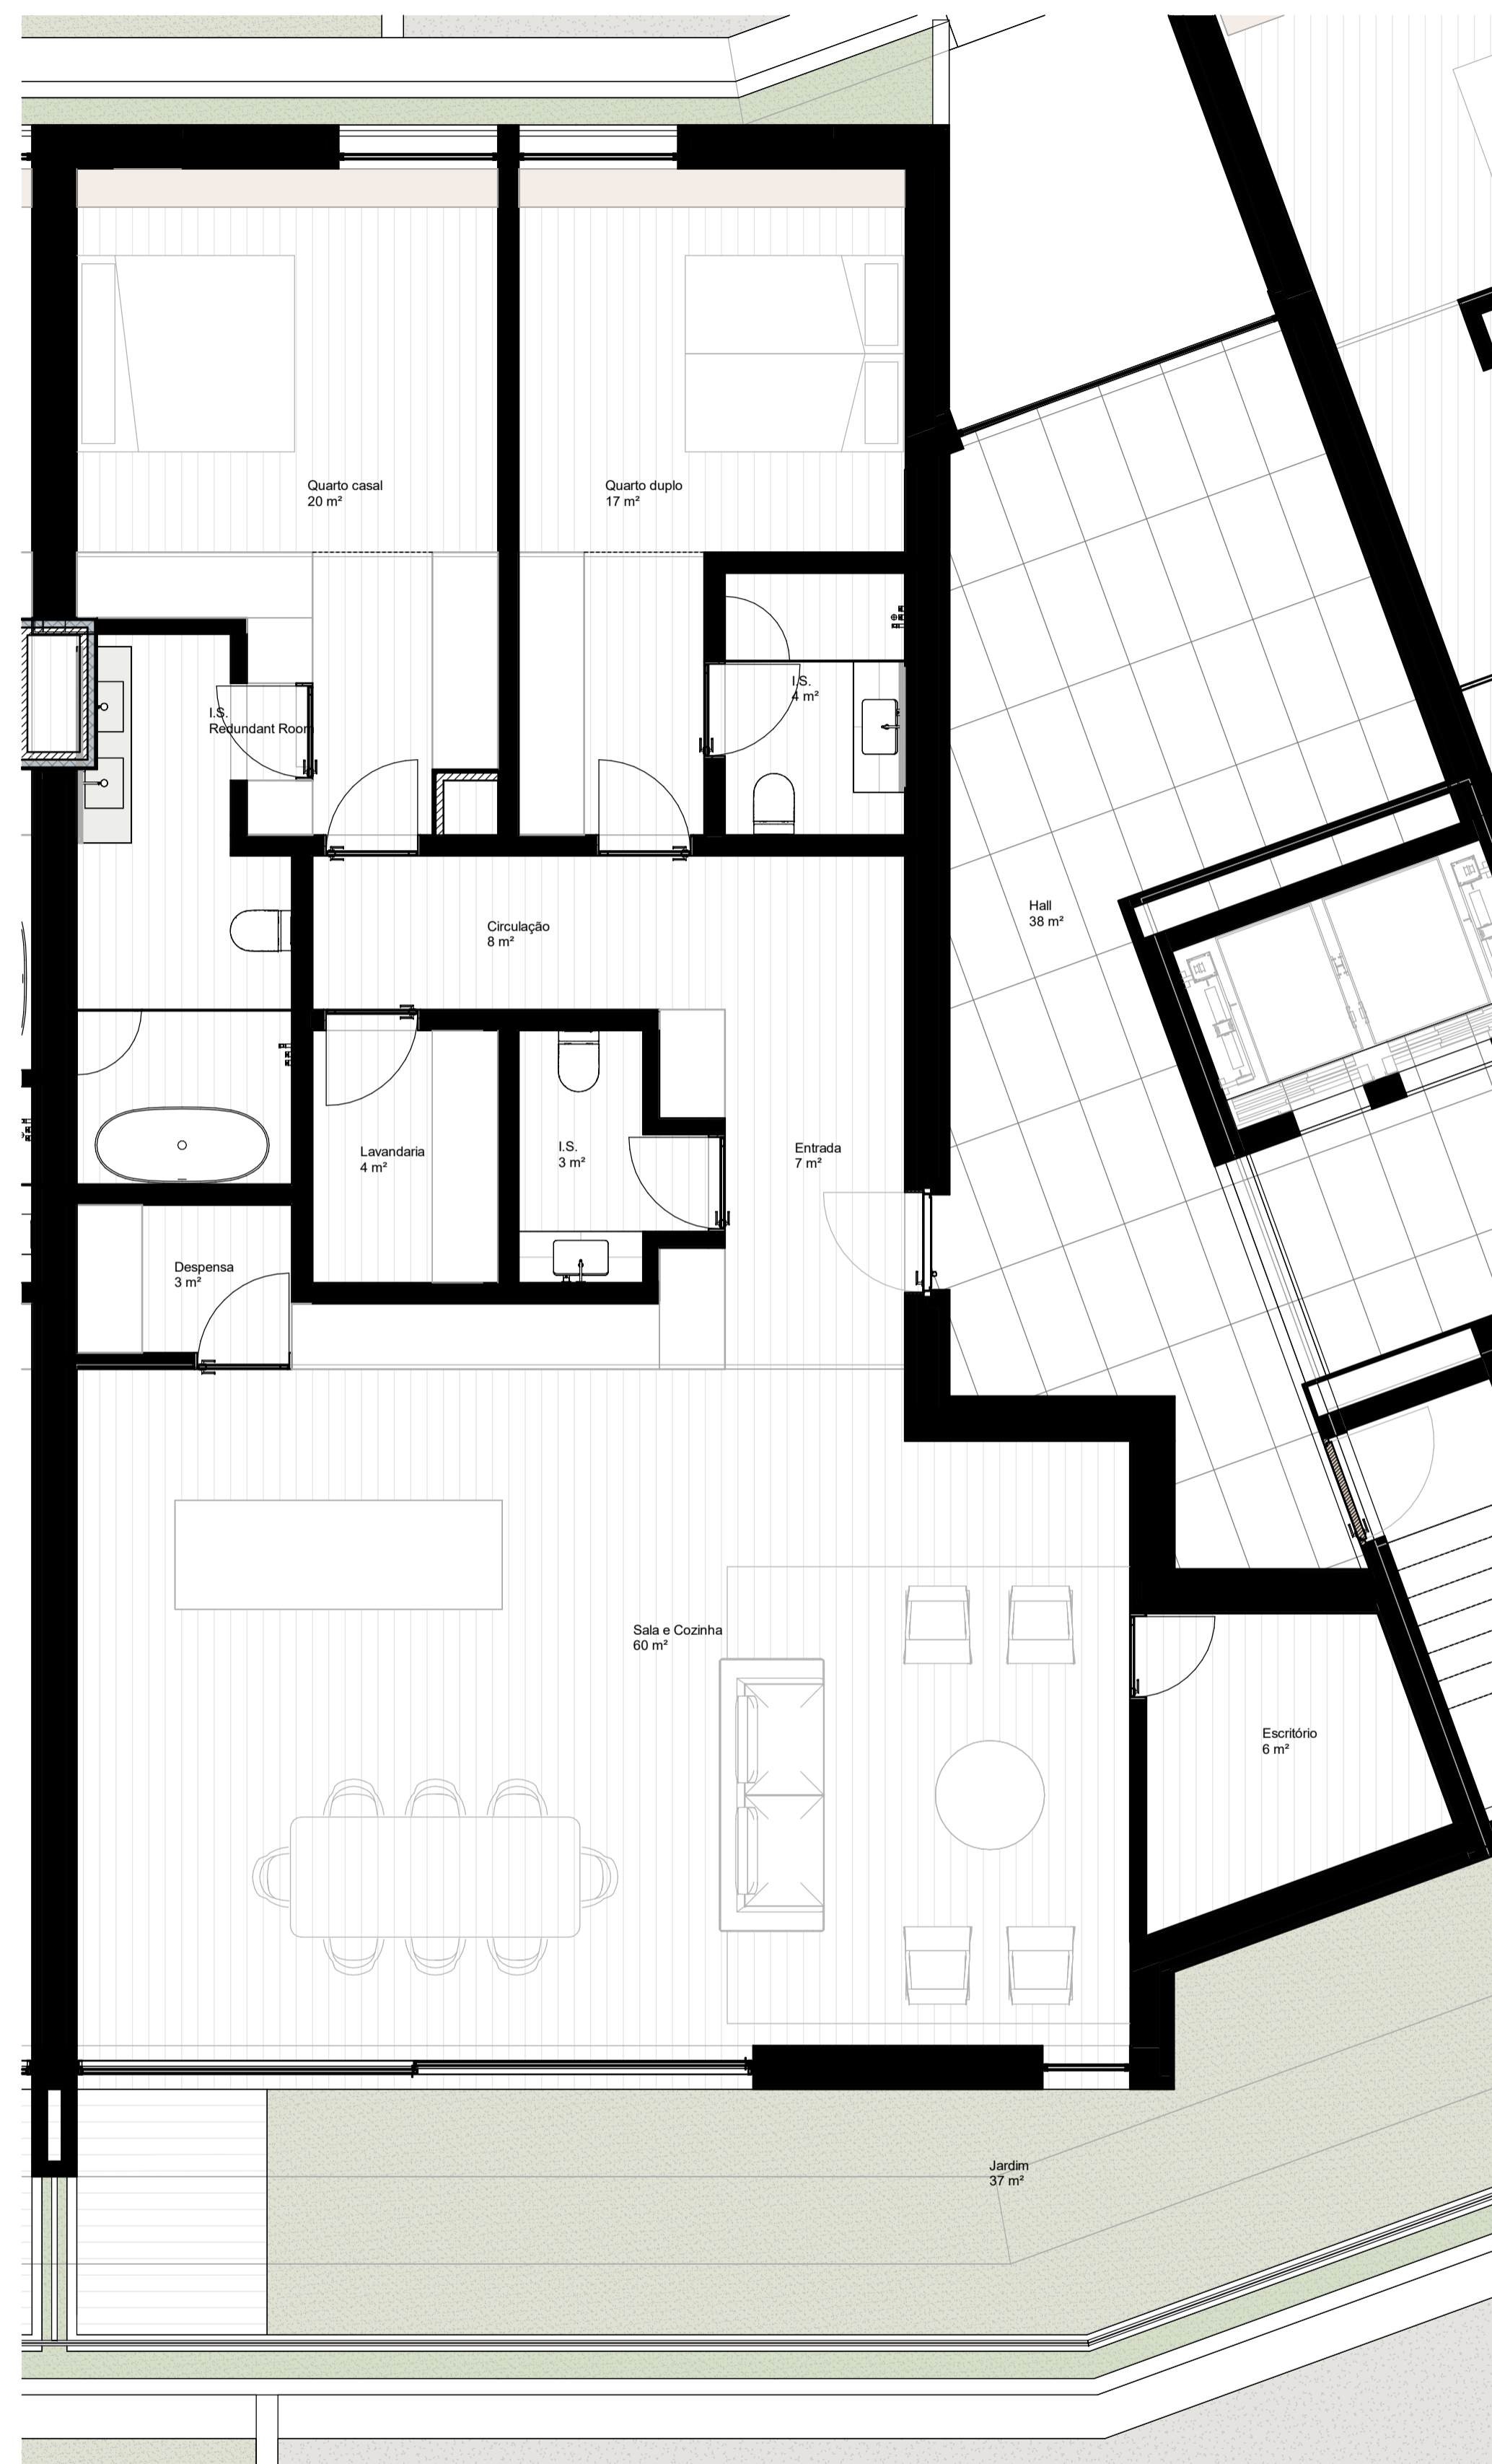 Quarto casal
20 m²
Quarto duplo
17 m²
I.S.
4 m²
I.S.
Redundant Room
Hall
38 m²
Circulação
8 m²
Lavandaria
4 m²
I.S.
3 m²
Entrada
7 m²
Despensa
3 m²
Sala e Cozinha
60 m²
Escritório
6 m²
Jardim
37 m²